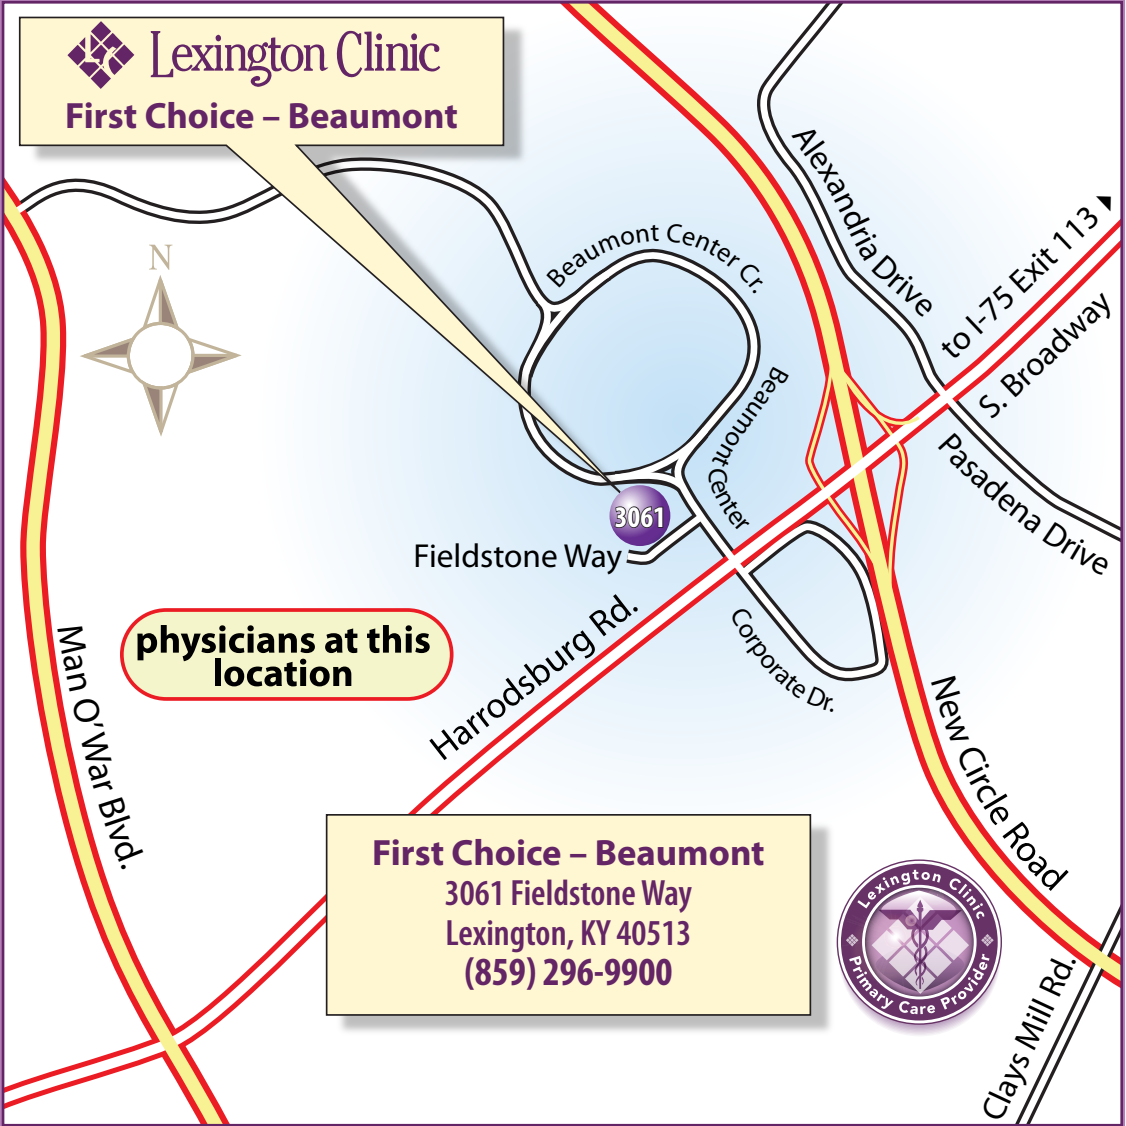 Lexington Clinic
First Choice – Beaumont
N
Alexandria Drive
to I-75 Exit 113
S. Broadway
Beaumont Center Cr.
Beaumont Center
Pasadena Drive
3061
Fieldstone Way
Harrodsburg Rd.
Corporate Dr.
physicians at this
location
Man O’War Blvd.
New Circle Road
First Choice – Beaumont
3061 Fieldstone Way
Lexington, KY 40513
(859) 296-9900
Lexington Clinic
Primary Care Provider
Clays Mill Rd.